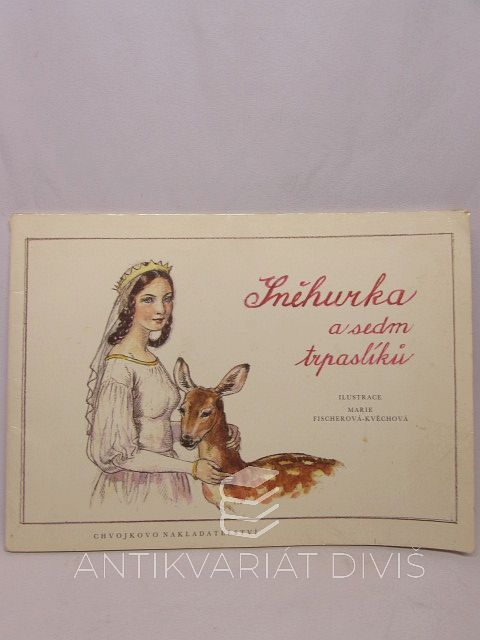 Sněhurka
a sedm
trpaslíků
ILUSTRACE
MARIE
FISCHEROVÁ-KVĚCHOVÁ
CHVOJKOVO NAKLADATELSTVÍ
ANTIKVARIÁT DIVIŠ